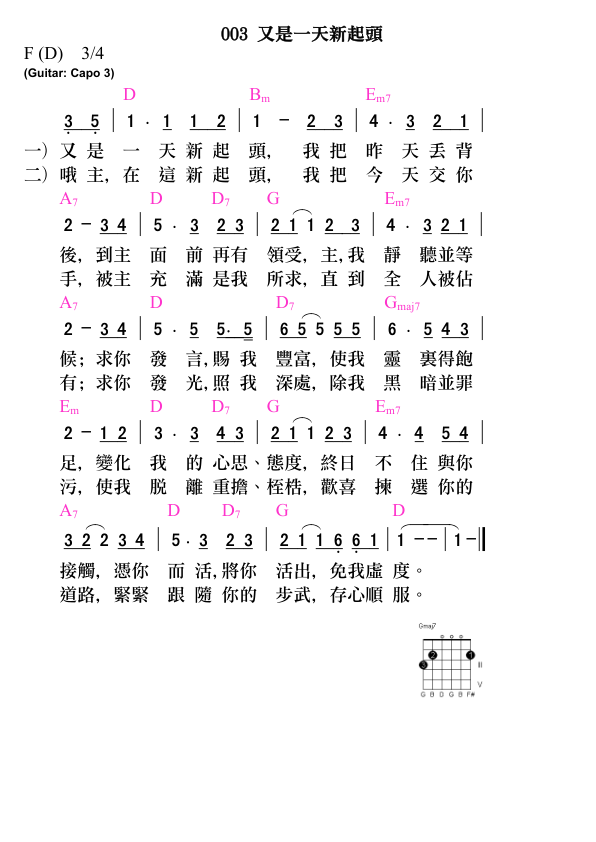 003 又是一天新起頭
F (D) 3/4
(Guitar: Capo 3)
D Bm Em7
3 5 | 1 . 1 1 2 | 1 - 2 3 | 4 . 3 2 1 |
一) 又 是 一 天 新 起 頭, 我 把 昨 天 丟 背
二) 哦 主, 在 這 新 起 頭, 我 把 今 天 交 你
A7 D D7 G Em7
2 - 3 4 | 5 . 3 2 3 | 2 1 1 2 3 | 4 . 3 2 1 |
後, 到主 面 前 再有 領受, 主,我 靜 聽並等
手, 被主 充 滿 是我 所求, 直 到 全 人被佔
A7 D D7 Gmaj7
2 - 3 4 | 5 . 5 5. 5 | 6 5 5 5 5 | 6 . 5 4 3 |
候; 求你 發 言,賜 我 豐富, 使我 靈 裏得飽
有; 求你 發 光,照 我 深處, 除我 黑 暗並罪
Em D D7 G Em7
2 - 1 2 | 3 . 3 4 3 | 2 1 1 2 3 | 4 . 4 5 4 |
足, 變化 我 的 心思、態度, 終日 不 住 與你
污, 使我 脫 離 重擔、桎梏, 歡喜 揀 選 你的
A7 D D7 G D
3 2 2 3 4 | 5 . 3 2 3 | 2 1 1 6 6 1 | 1 - - | 1 - ||
接觸, 憑你 而 活,將你 活出, 免我虛 度。
道路, 緊緊 跟 隨 你的 步武, 存心順 服。
Gmaj7
3 2 1
III
V
G B D G B F#